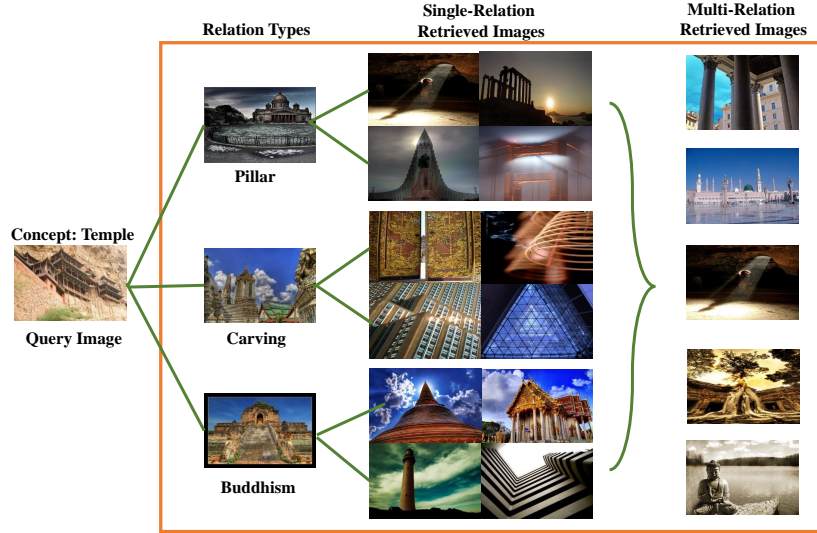 Relation Types
Single-Relation
Retrieved Images
Multi-Relation
Retrieved Images
Pillar
Concept: Temple
Query Image
Carving
Buddhism